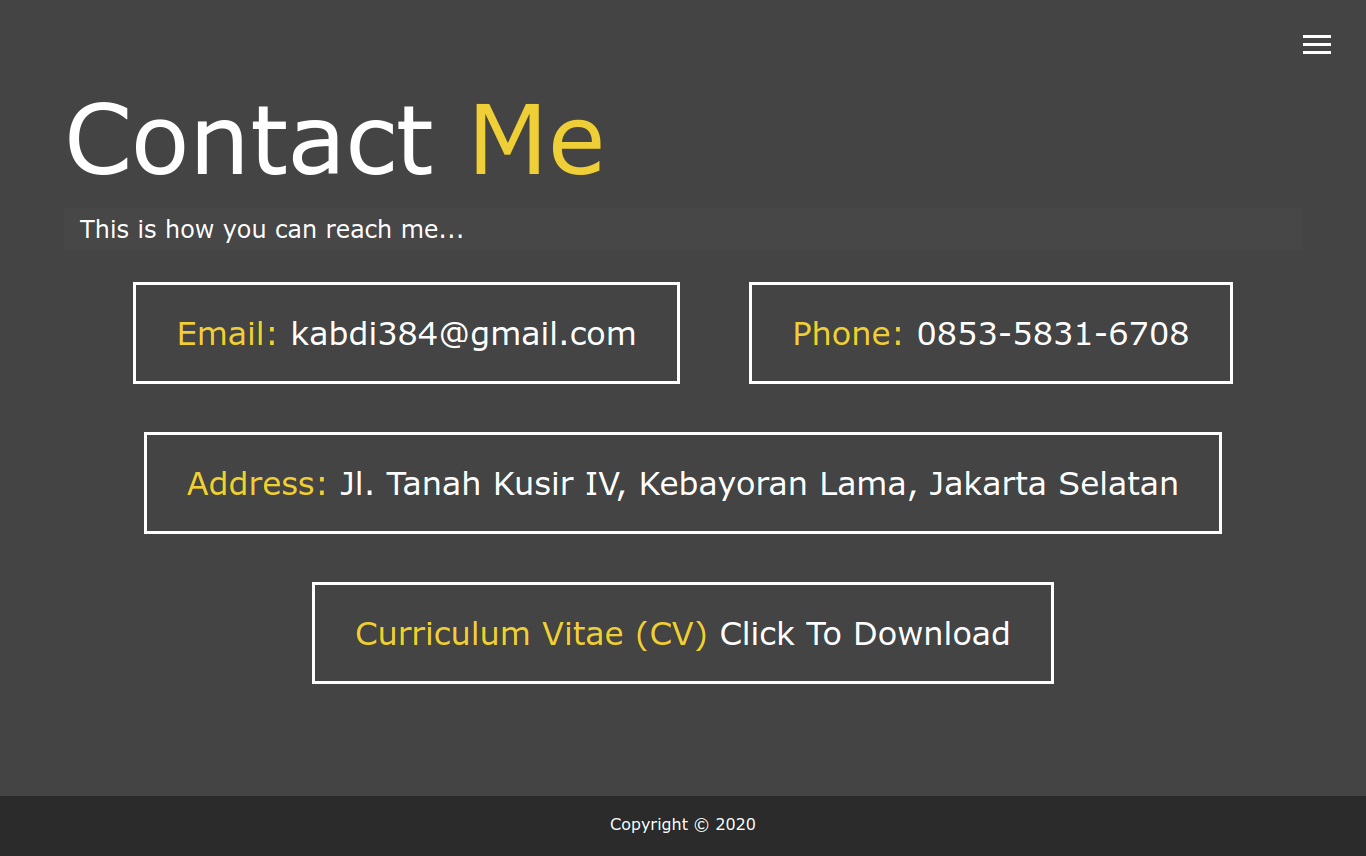 Contact Me
This is how you can reach me...
Email: kabdi384@gmail.com
Phone: 0853-5831-6708
Address: Jl. Tanah Kusir IV, Kebayoran Lama, Jakarta Selatan
Curriculum Vitae (CV) Click To Download
Copyright © 2020